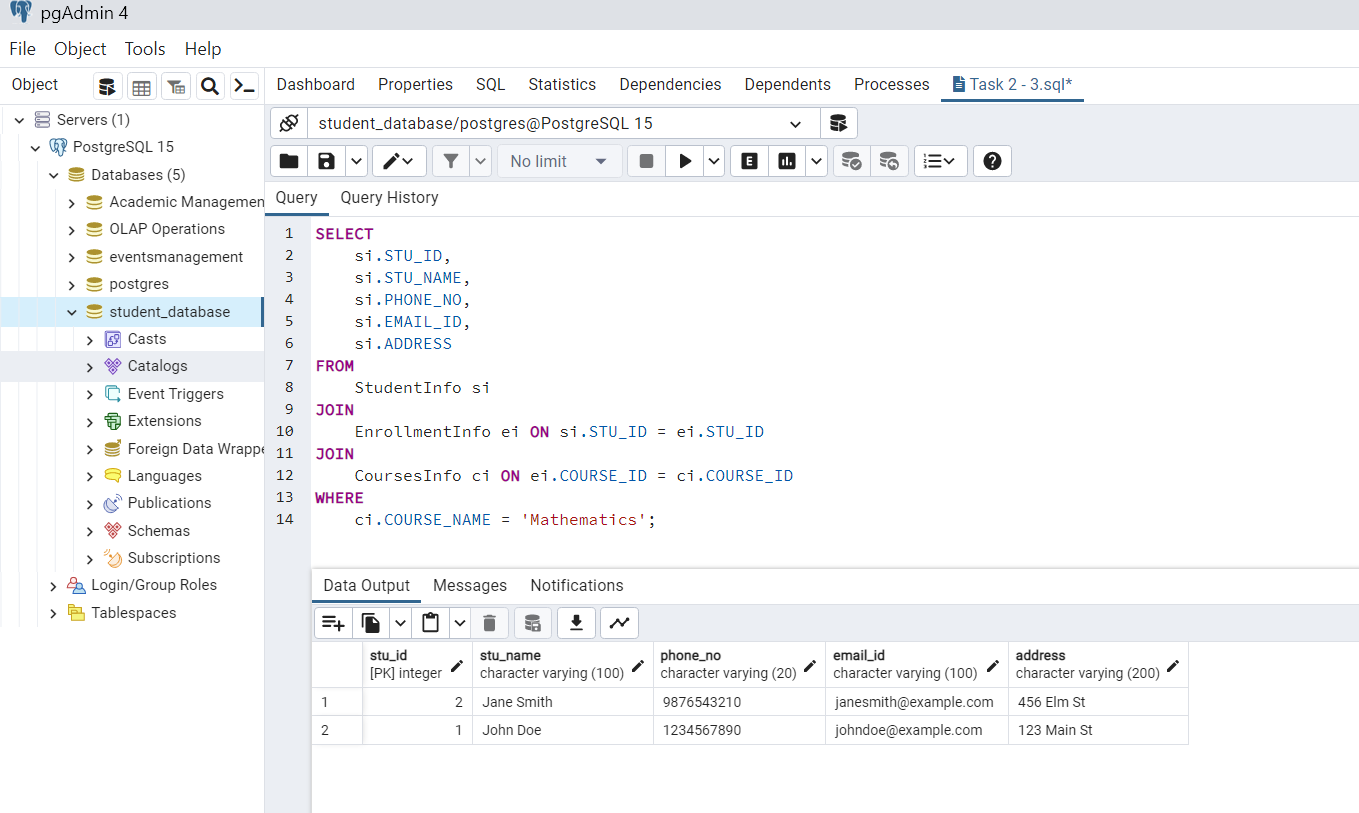 pgAdmin 4
File Object Tools Help
Object
Dashboard Properties SQL Statistics Dependencies Dependents Processes Task 2 - 3.sql*
Servers (1)
PostgreSQL 15
Databases (5)
Academic Managemen
OLAP Operations
eventsmanagement
postgres
student_database
Casts
Catalogs
Event Triggers
Extensions
Foreign Data Wrappe
Languages
Publications
Schemas
Subscriptions
Login/Group Roles
Tablespaces
student_database/postgres@PostgreSQL 15
No limit E
Query Query History
1 SELECT
2 si.STU_ID,
3 si.STU_NAME,
4 si.PHONE_NO,
5 si.EMAIL_ID,
6 si.ADDRESS
7 FROM
8 StudentInfo si
9 JOIN
10 EnrollmentInfo ei ON si.STU_ID = ei.STU_ID
11 JOIN
12 CoursesInfo ci ON ei.COURSE_ID = ci.COURSE_ID
13 WHERE
14 ci.COURSE_NAME = 'Mathematics';
Data Output Messages Notifications
stu_id stu_name phone_no email_id address
[PK] integer character varying (100) character varying (20) character varying (100) character varying (200)
1 2 Jane Smith 9876543210 janesmith@example.com 456 Elm St
2 1 John Doe 1234567890 johndoe@example.com 123 Main St